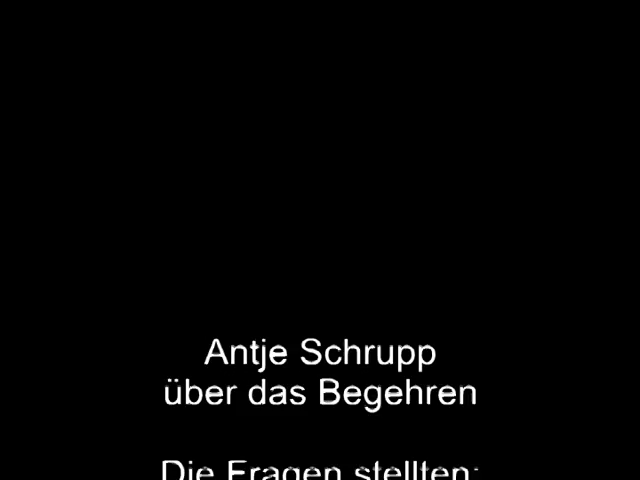 Antje Schrupp
über das Begehren
Die Fragen stellten: